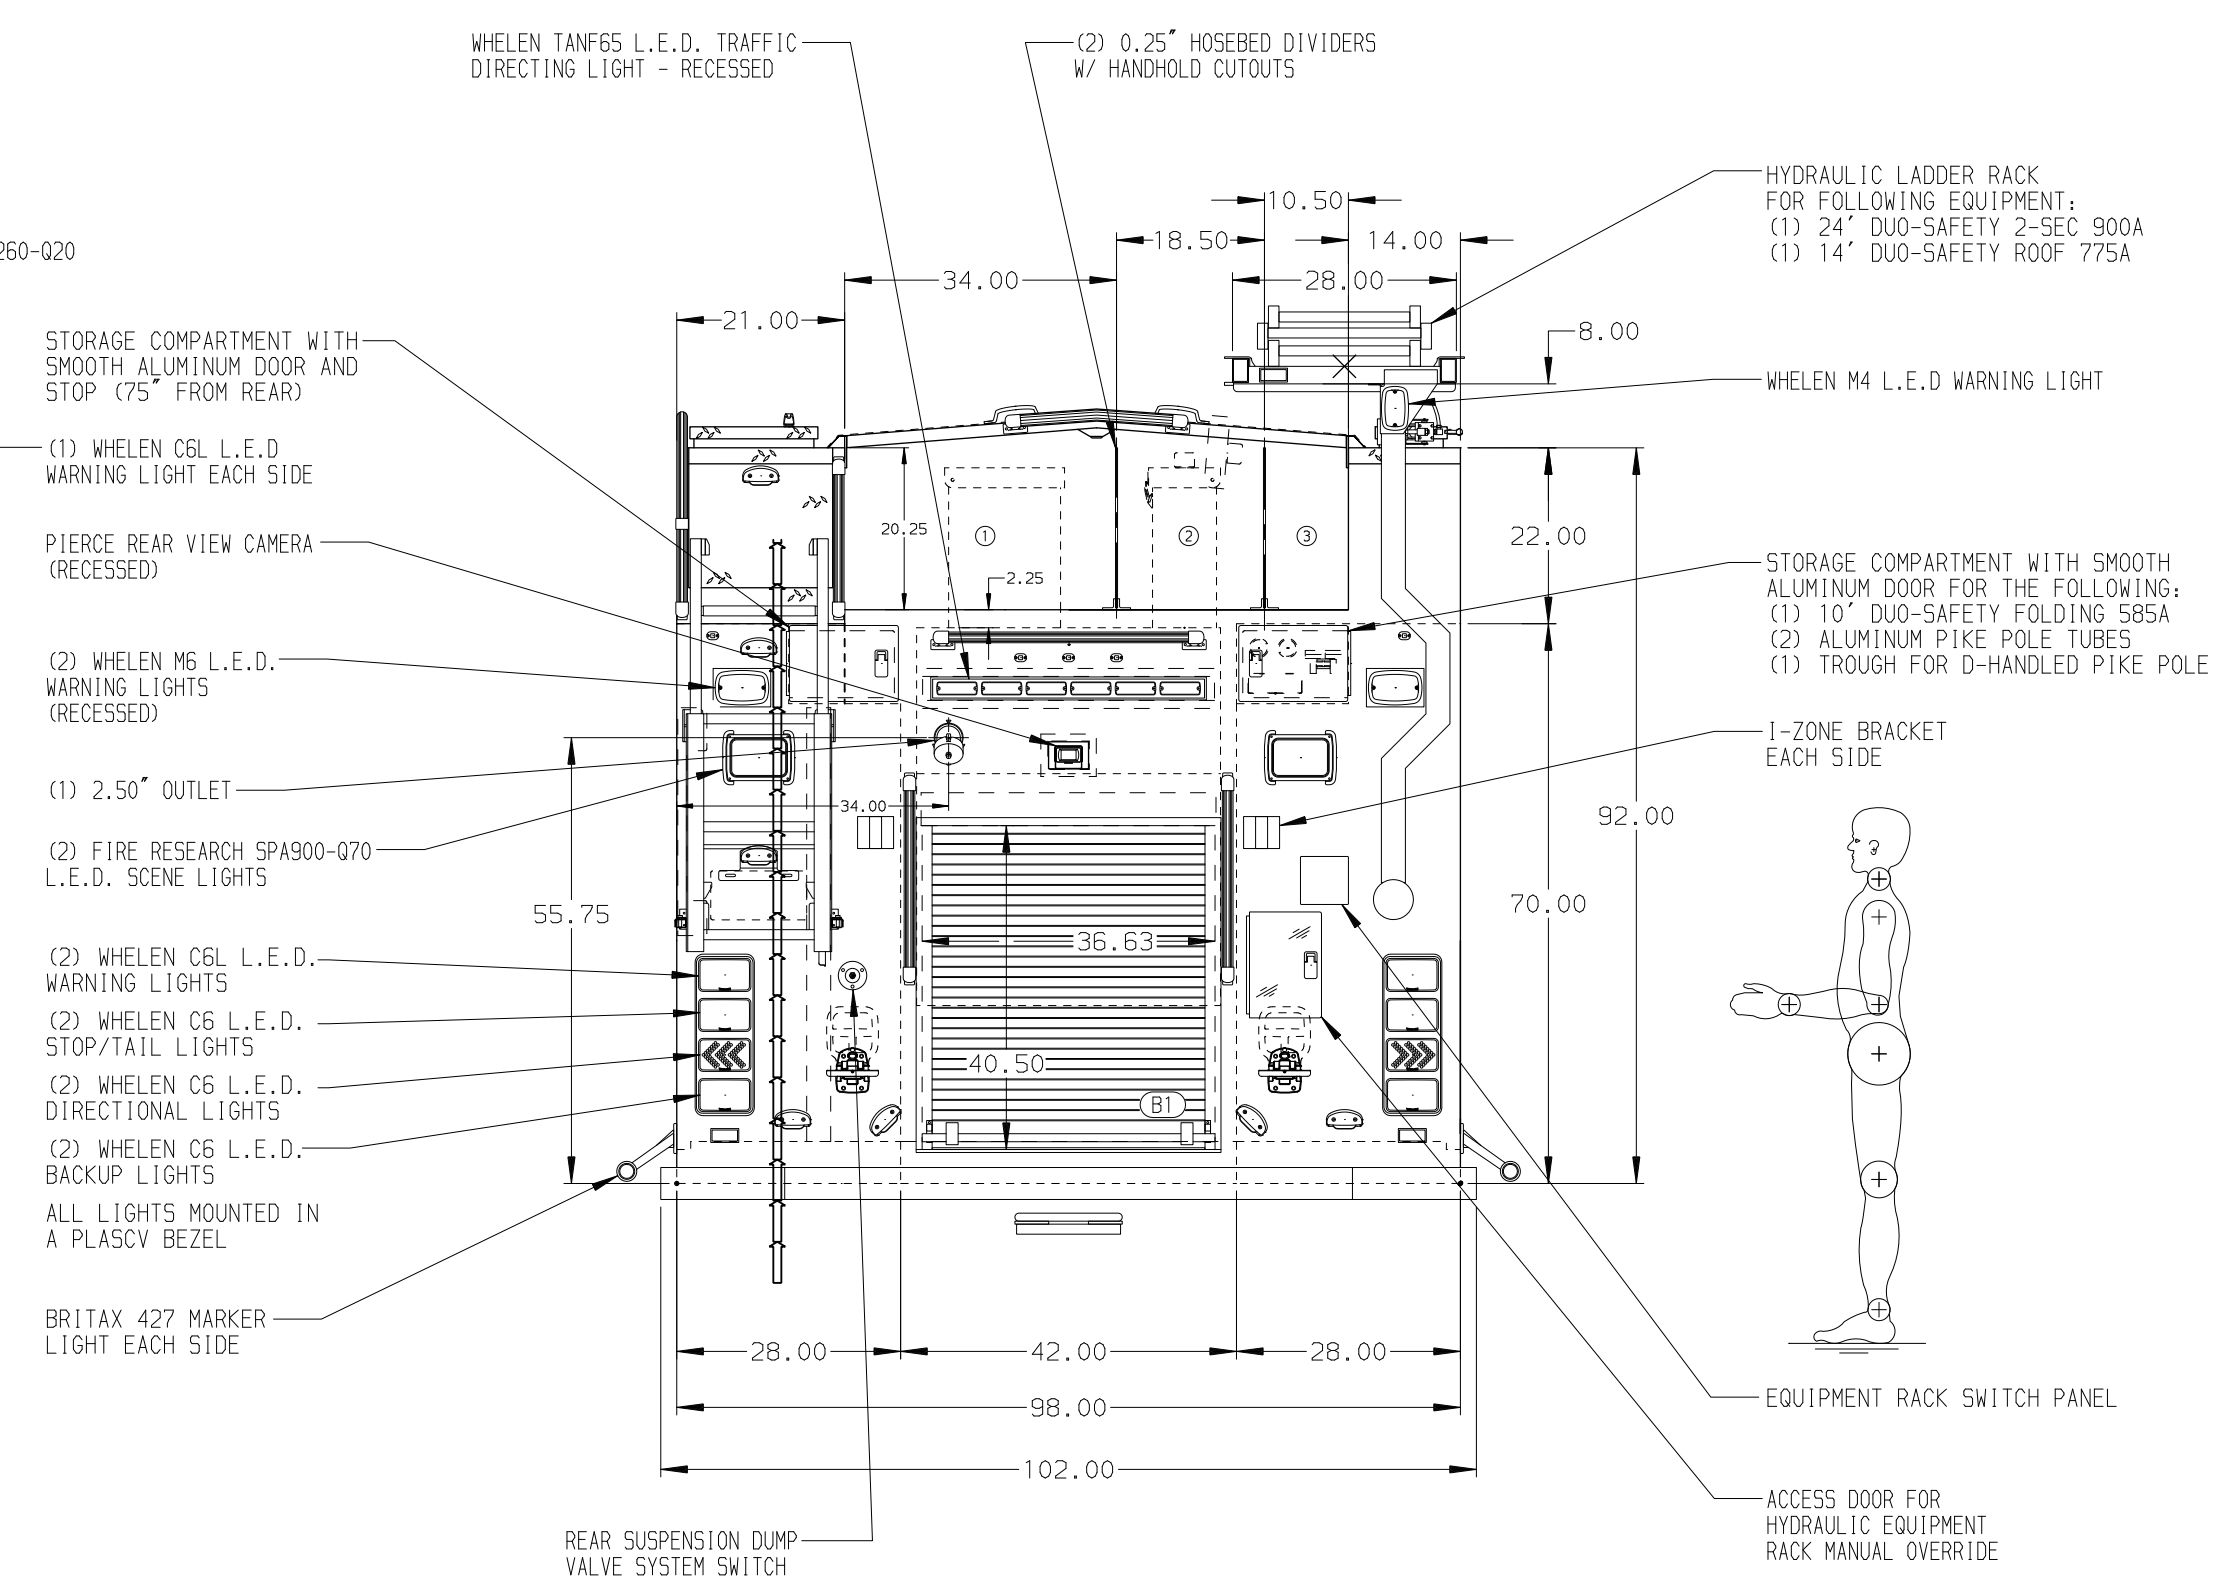 WHELEN TANF65 L.E.D. TRAFFIC
DIRECTING LIGHT - RECESSED
(2) 0.25" HOSEBED DIVIDERS
W/ HANDHOLD CUTOUTS
HYDRAULIC LADDER RACK
FOR FOLLOWING EQUIPMENT:
(1) 24' DUO-SAFETY 2-SEC 900A
(1) 14' DUO-SAFETY ROOF 775A
260-Q20
10.50
18.50
14.00
34.00
28.00
21.00
8.00
STORAGE COMPARTMENT WITH
SMOOTH ALUMINUM DOOR AND
STOP (75" FROM REAR)
WHELEN M4 L.E.D WARNING LIGHT
(1) WHELEN C6L L.E.D
WARNING LIGHT EACH SIDE
PIERCE REAR VIEW CAMERA
(RECESSED)
20.25
1
2
3
22.00
2.25
STORAGE COMPARTMENT WITH SMOOTH
ALUMINUM DOOR FOR THE FOLLOWING:
(1) 10' DUO-SAFETY FOLDING 585A
(2) ALUMINUM PIKE POLE TUBES
(1) TROUGH FOR D-HANDLED PIKE POLE
(2) WHELEN M6 L.E.D.
WARNING LIGHTS
(RECESSED)
I-ZONE BRACKET
EACH SIDE
(1) 2.50" OUTLET
34.00
92.00
(2) FIRE RESEARCH SPA900-Q70
L.E.D. SCENE LIGHTS
55.75
70.00
36.63
(2) WHELEN C6L L.E.D.
WARNING LIGHTS
(2) WHELEN C6 L.E.D.
STOP/TAIL LIGHTS
40.50
(2) WHELEN C6 L.E.D.
DIRECTIONAL LIGHTS
B1
(2) WHELEN C6 L.E.D.
BACKUP LIGHTS
ALL LIGHTS MOUNTED IN
A PLASCV BEZEL
BRITAX 427 MARKER
LIGHT EACH SIDE
28.00
42.00
28.00
98.00
EQUIPMENT RACK SWITCH PANEL
102.00
ACCESS DOOR FOR
HYDRAULIC EQUIPMENT
RACK MANUAL OVERRIDE
REAR SUSPENSION DUMP
VALVE SYSTEM SWITCH